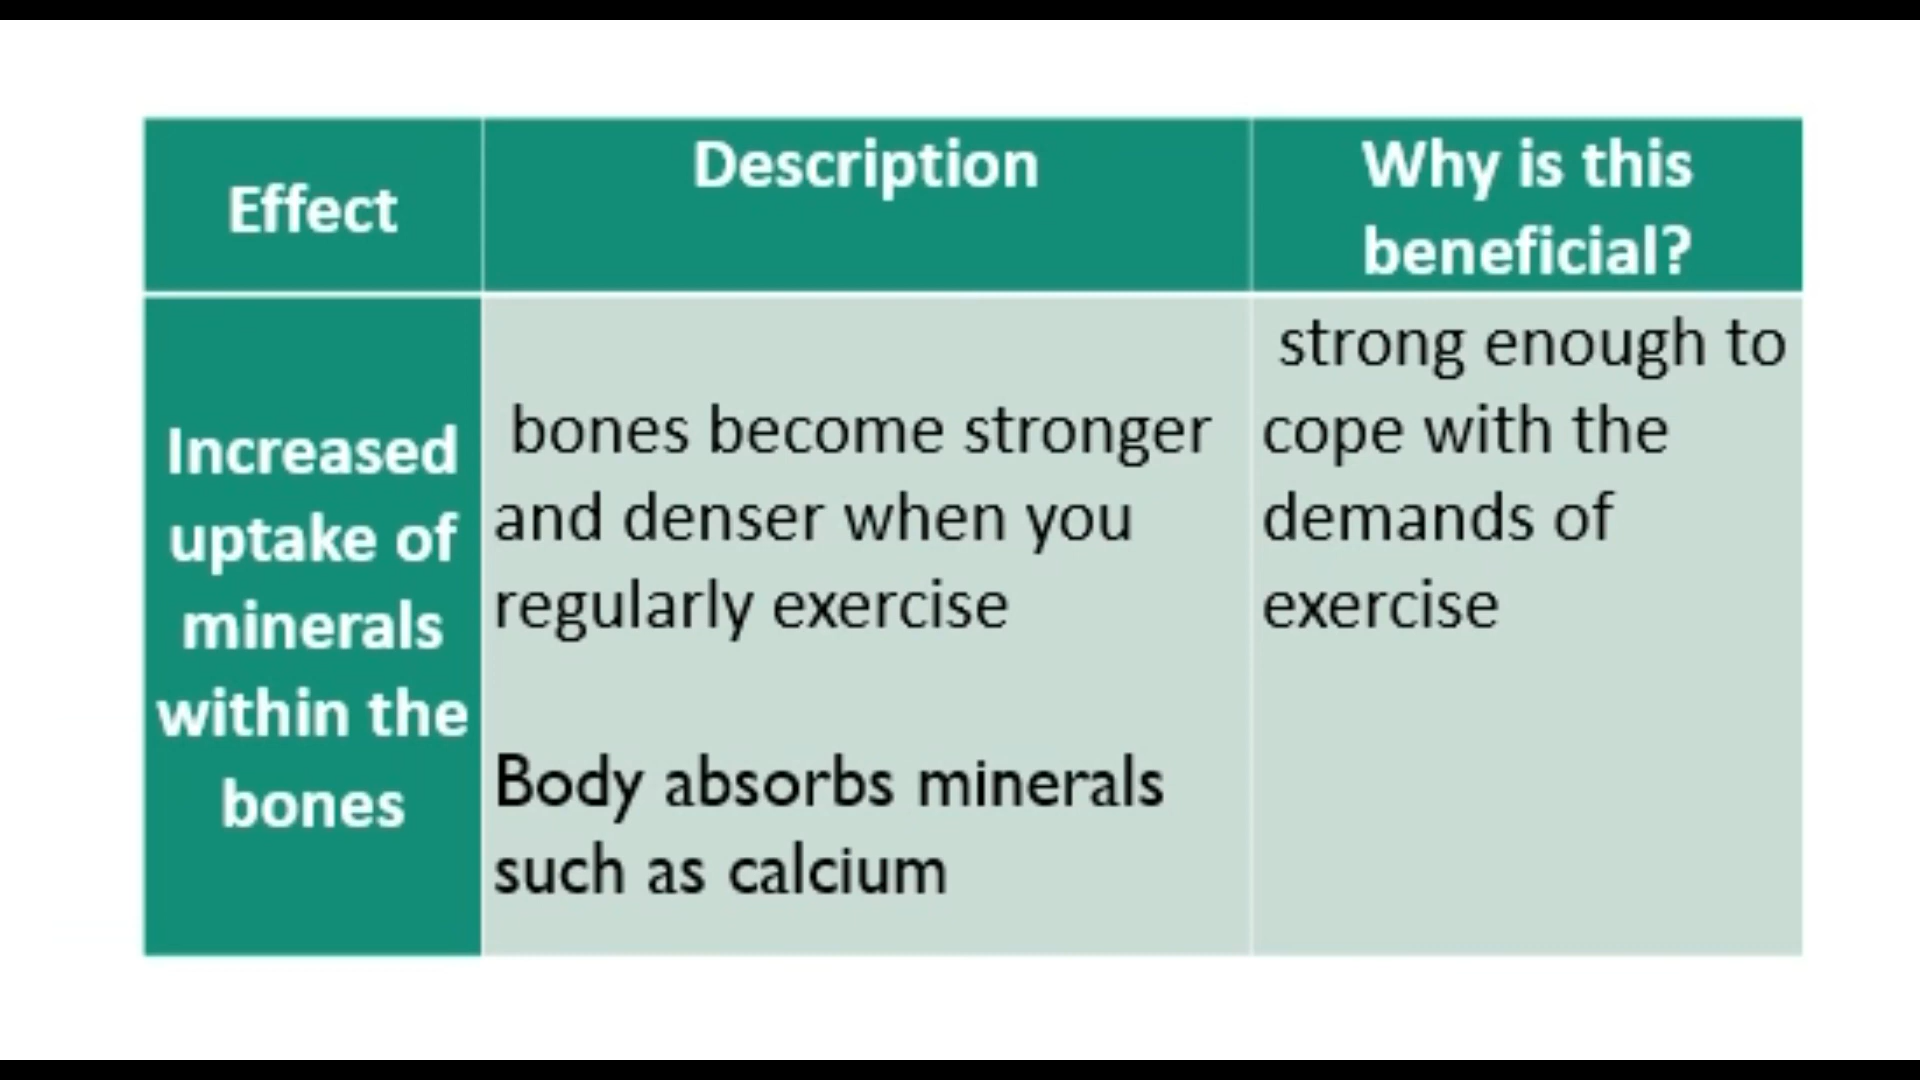 Effect
Description
Why is this
beneficial?
Increased
uptake of
minerals
within the
bones
bones become stronger
and denser when you
regularly exercise
Body absorbs minerals
such as calcium
strong enough to
cope with the
demands of
exercise